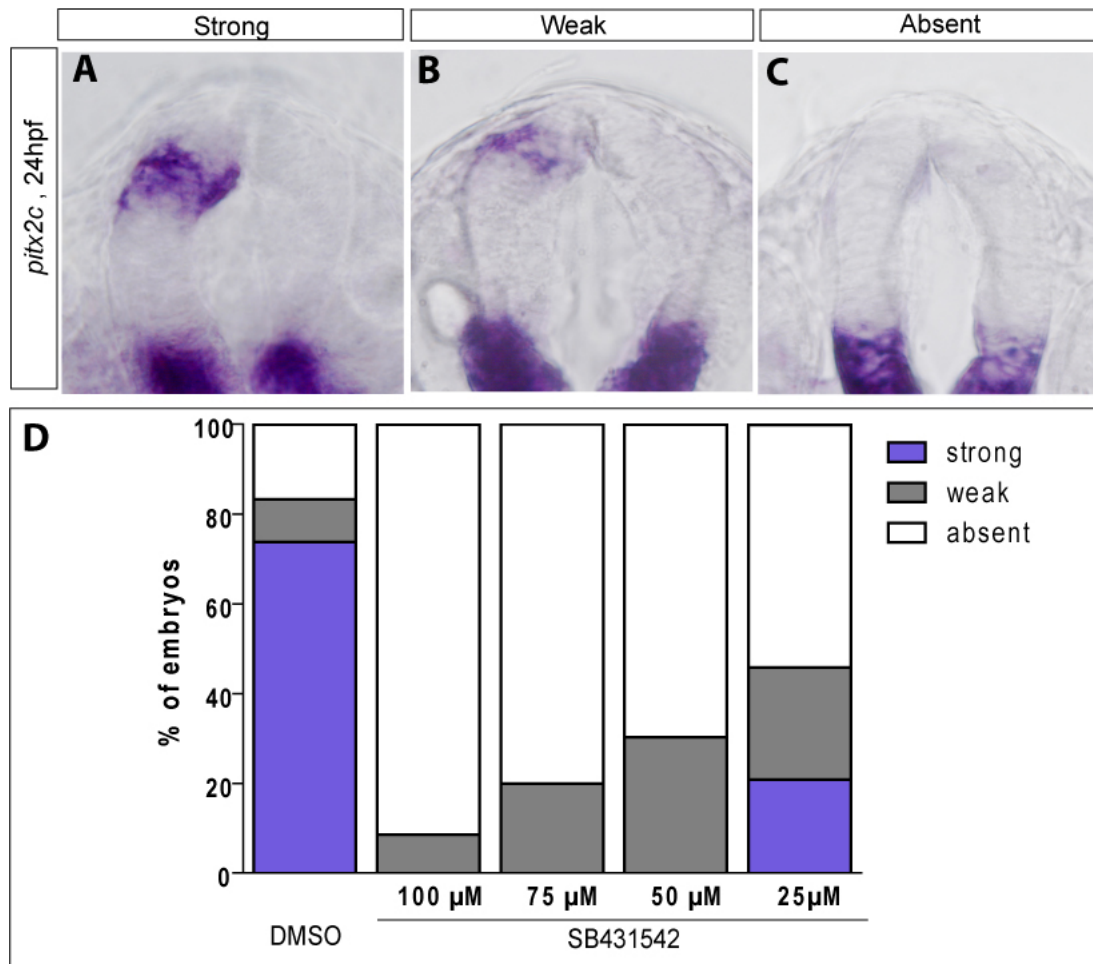 Strong Weak Absent
pitx2c , 24hpf
A B C
D
100
80
60
40
20
0
% of embryos
strong
weak
absent
100 µM 75 µM 50 µM 25µM
DMSO SB431542